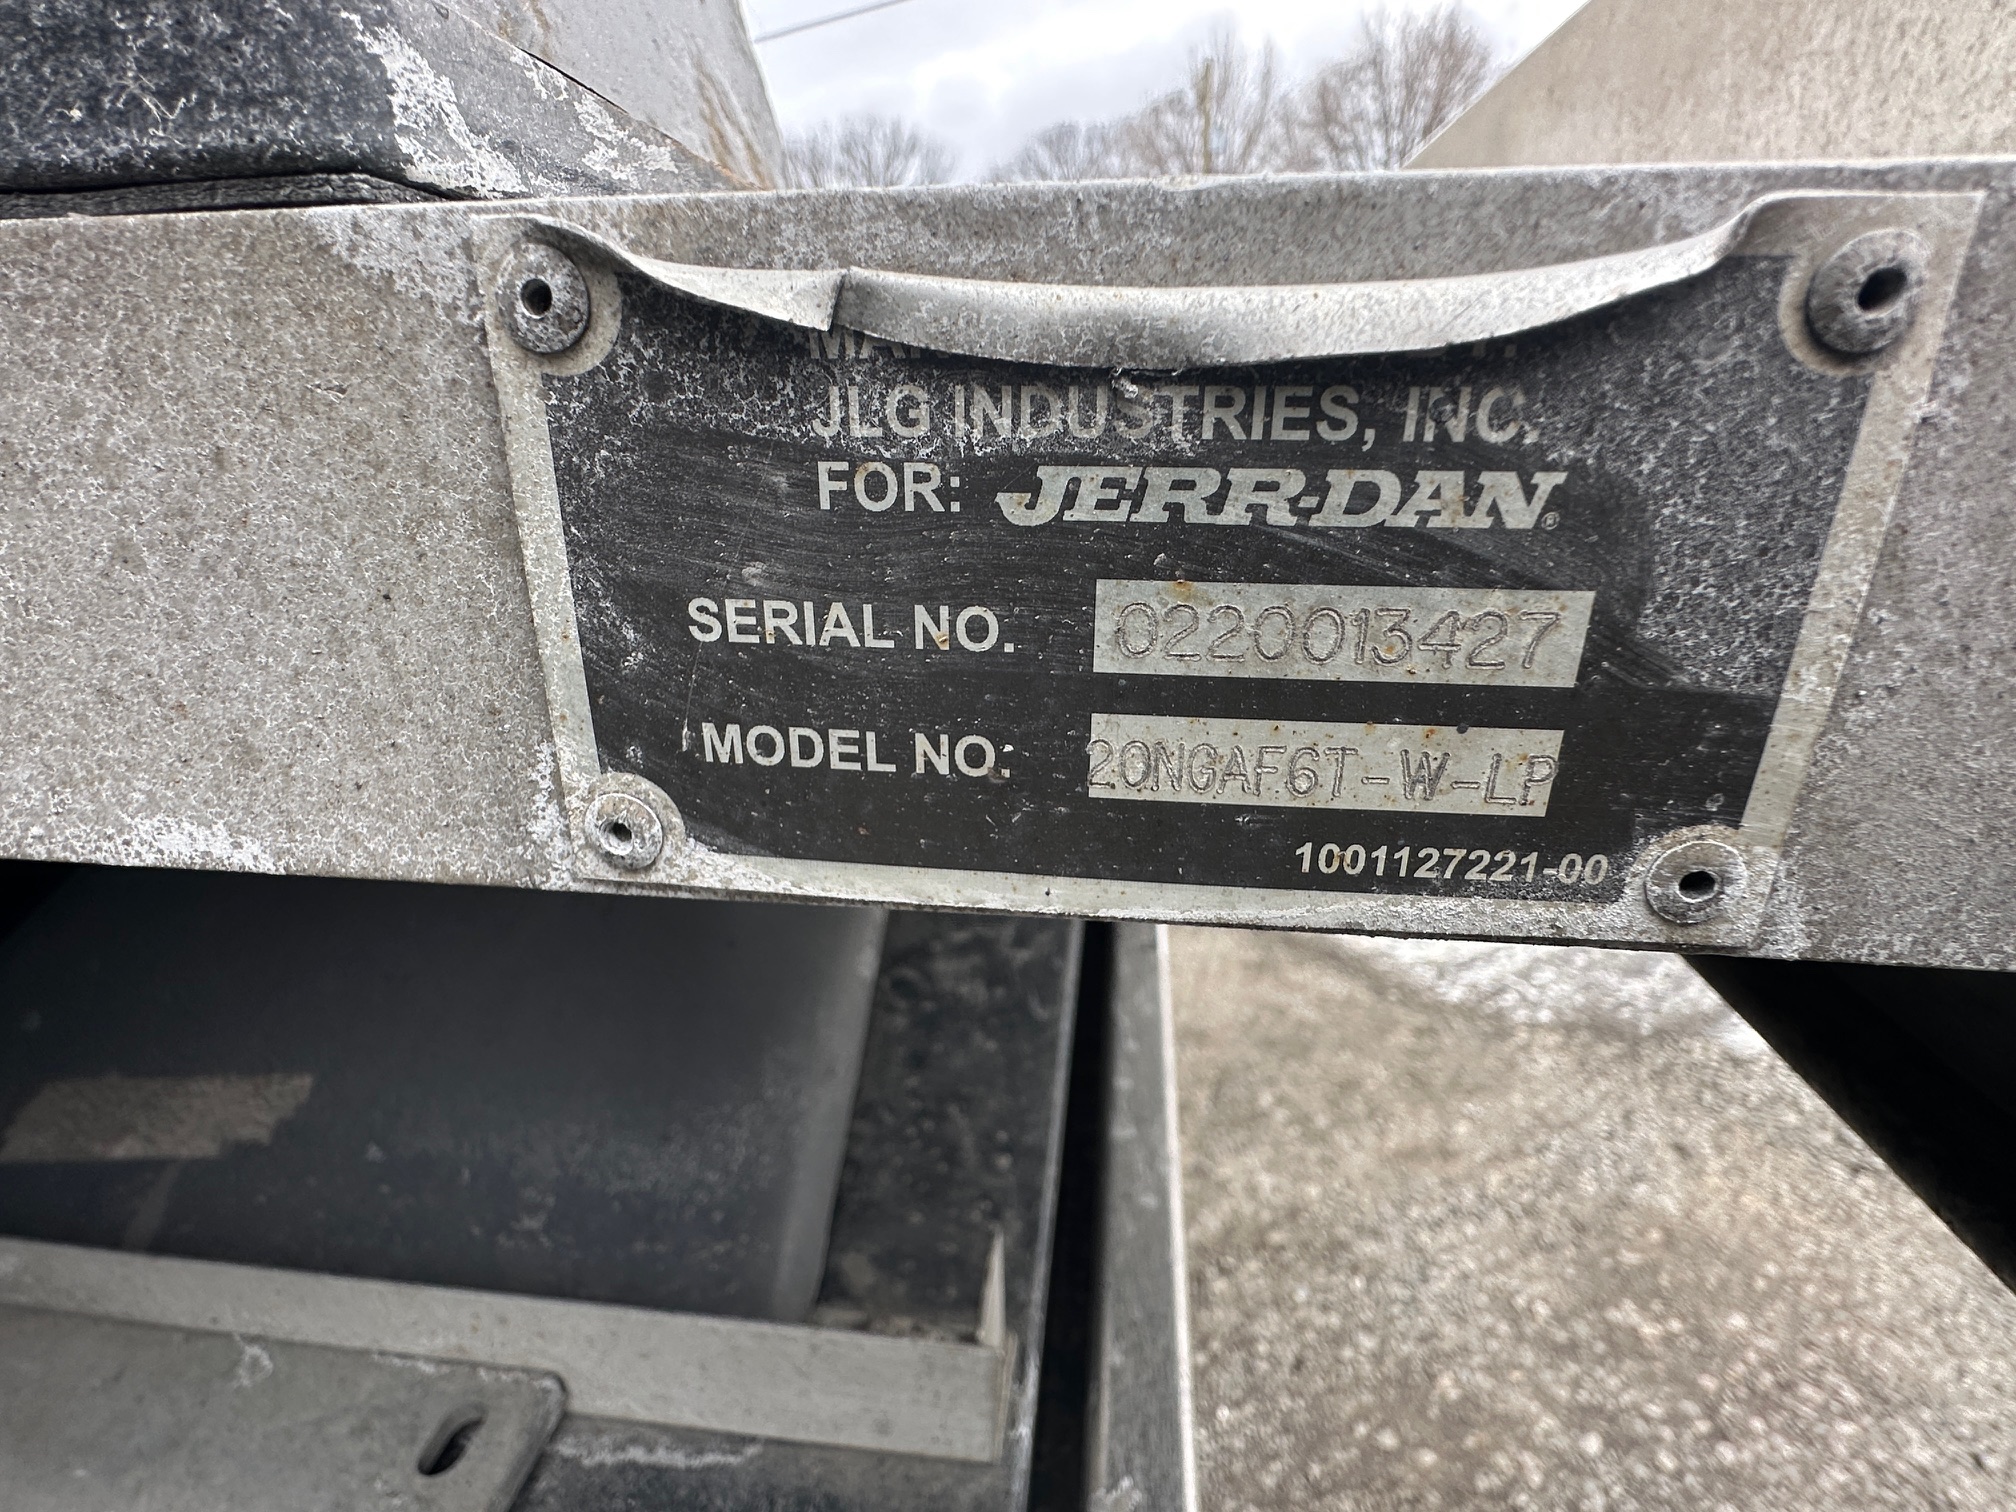 JLG INDUSTRIES, INC.
FOR: JERR-DAN®
SERIAL NO. 0220013427
MODEL NO. 20NGAF6T-W-LP
1001127221-00